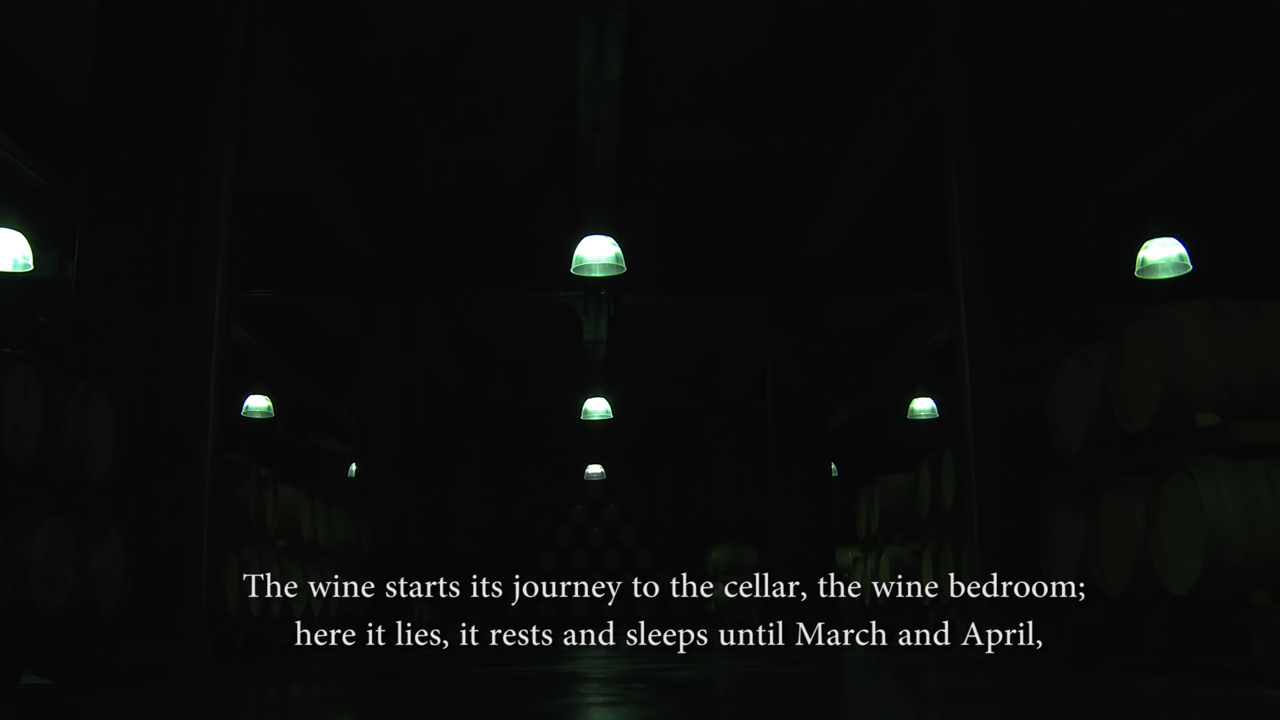 The wine starts its journey to the cellar, the wine bedroom;
here it lies, it rests and sleeps until March and April,